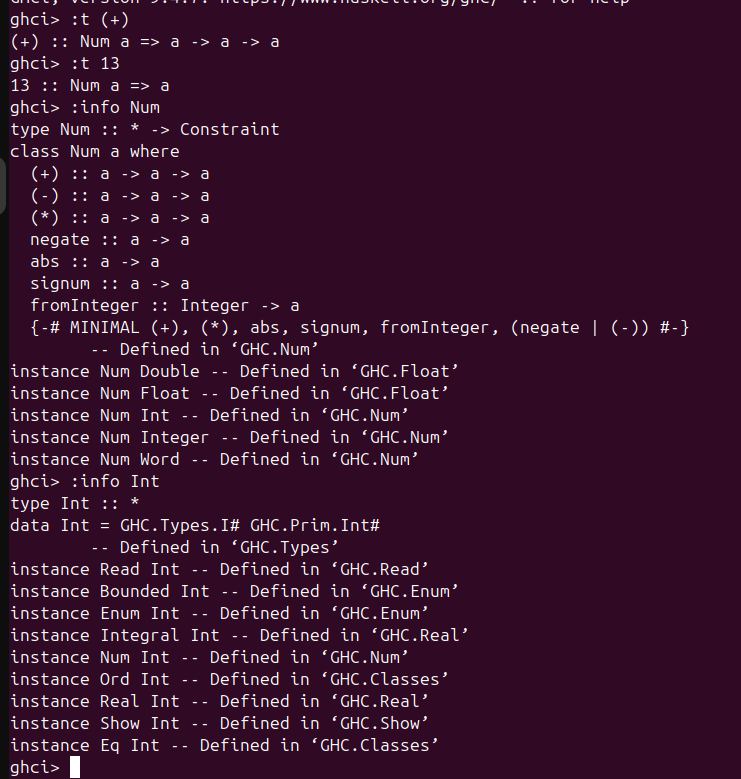 ghci> :t (+)
(+) :: Num a => a -> a -> a
ghci> :t 13
13 :: Num a => a
ghci> :info Num
type Num :: * -> Constraint
class Num a where
  (+) :: a -> a -> a
  (-) :: a -> a -> a
  (*) :: a -> a -> a
  negate :: a -> a
  abs :: a -> a
  signum :: a -> a
  fromInteger :: Integer -> a
  {-# MINIMAL (+), (*), abs, signum, fromInteger, (negate | (-)) #-}
        -- Defined in ‘GHC.Num’
instance Num Double -- Defined in ‘GHC.Float’
instance Num Float -- Defined in ‘GHC.Float’
instance Num Int -- Defined in ‘GHC.Num’
instance Num Integer -- Defined in ‘GHC.Num’
instance Num Word -- Defined in ‘GHC.Num’
ghci> :info Int
type Int :: *
data Int = GHC.Types.I# GHC.Prim.Int#
        -- Defined in ‘GHC.Types’
instance Read Int -- Defined in ‘GHC.Read’
instance Bounded Int -- Defined in ‘GHC.Enum’
instance Enum Int -- Defined in ‘GHC.Enum’
instance Integral Int -- Defined in ‘GHC.Real’
instance Num Int -- Defined in ‘GHC.Num’
instance Ord Int -- Defined in ‘GHC.Classes’
instance Real Int -- Defined in ‘GHC.Real’
instance Show Int -- Defined in ‘GHC.Show’
instance Eq Int -- Defined in ‘GHC.Classes’
ghci>